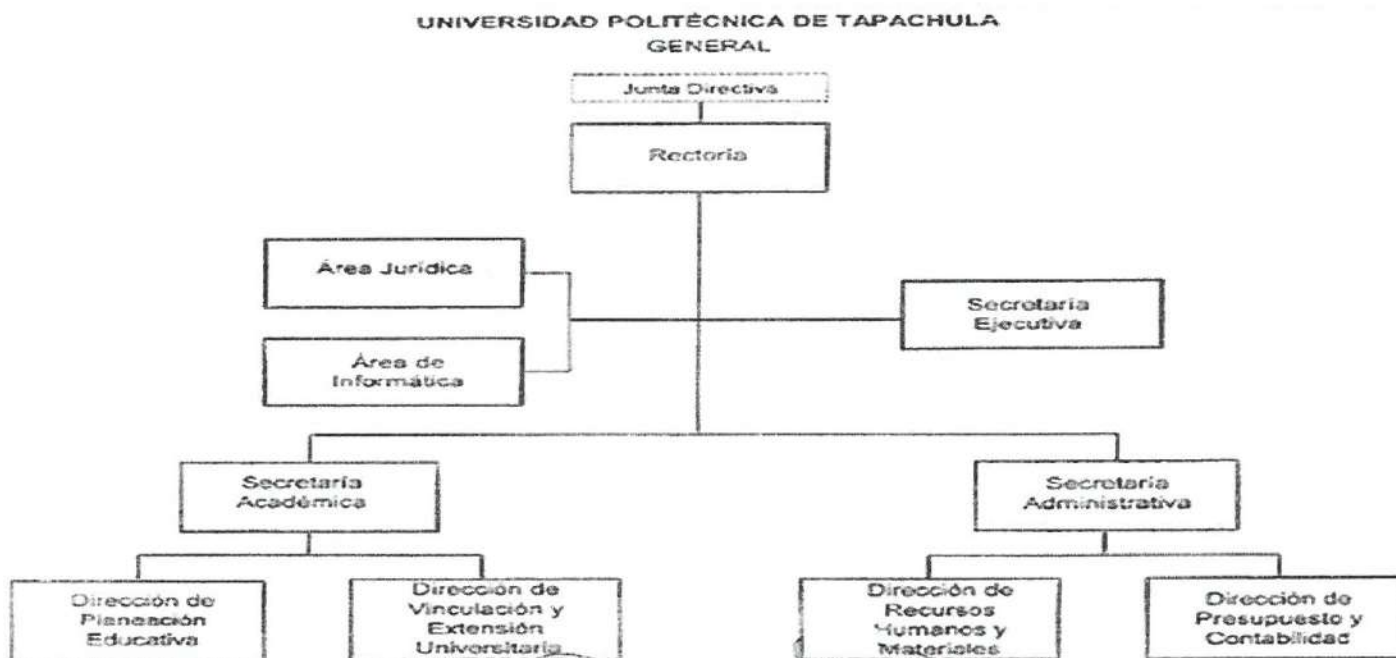 UNIVERSIDAD POLITÉCNICA DE TAPACHULA
GENERAL
Junta Directiva
Rectoría
Área Jurídica
Secretaría
Ejecutiva
Área de
Informática
Secretaría
Académica
Secretaría
Administrativa
Dirección de
Planeación
Educativa
Dirección de
Vinculación y
Extensión
Universitaria
Dirección de
Recursos
Humanos y
Materiales
Dirección de
Presupuesto y
Contabilidad